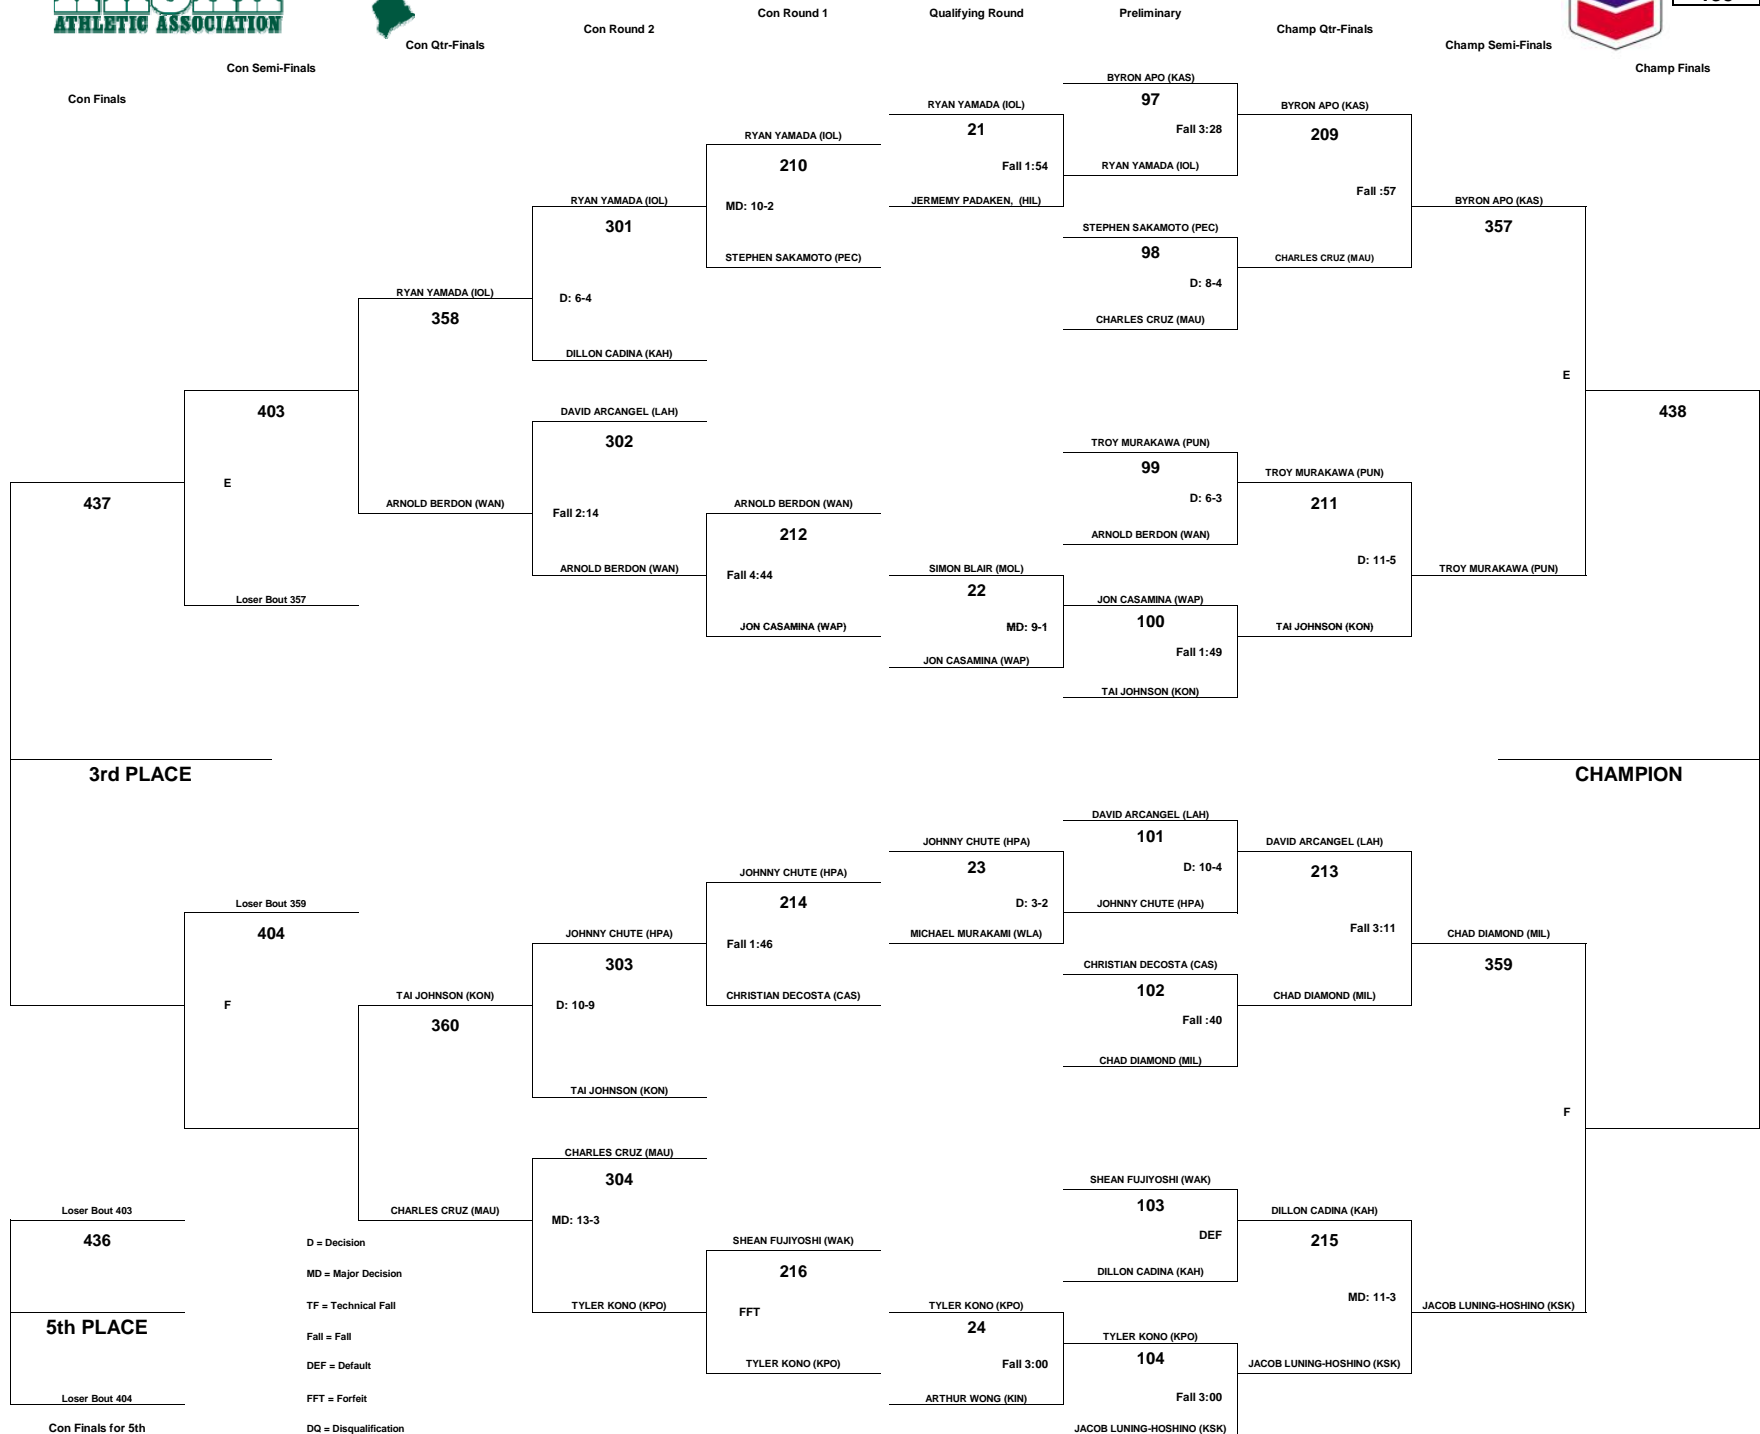 ATHLETIC ASSOCIATION
Con Finals
Con Semi-Finals
Con Qtr-Finals
Con Round 2
Con Round 1
Qualifying Round
Preliminary
Champ Qtr-Finals
Champ Semi-Finals
Champ Finals
BYRON APO (KAS)
97
Fall 3:28
RYAN YAMADA (IOL)
RYAN YAMADA (IOL)
21
Fall 1:54
JERMEMY PADAKEN, (HIL)
BYRON APO (KAS)
209
Fall :57
CHARLES CRUZ (MAU)
RYAN YAMADA (IOL)
210
MD: 10-2
STEPHEN SAKAMOTO (PEC)
STEPHEN SAKAMOTO (PEC)
98
D: 8-4
CHARLES CRUZ (MAU)
BYRON APO (KAS)
357
E
TROY MURAKAWA (PUN)
RYAN YAMADA (IOL)
301
D: 6-4
DILLON CADINA (KAH)
RYAN YAMADA (IOL)
358
ARNOLD BERDON (WAN)
403
E
Loser Bout 357
437
438
DAVID ARCANGEL (LAH)
302
Fall 2:14
ARNOLD BERDON (WAN)
ARNOLD BERDON (WAN)
212
Fall 4:44
JON CASAMINA (WAP)
SIMON BLAIR (MOL)
22
MD: 9-1
JON CASAMINA (WAP)
TROY MURAKAWA (PUN)
99
D: 6-3
ARNOLD BERDON (WAN)
TROY MURAKAWA (PUN)
211
D: 11-5
TAI JOHNSON (KON)
JON CASAMINA (WAP)
100
Fall 1:49
TAI JOHNSON (KON)
3rd PLACE
CHAMPION
DAVID ARCANGEL (LAH)
101
D: 10-4
JOHNNY CHUTE (HPA)
JOHNNY CHUTE (HPA)
23
D: 3-2
MICHAEL MURAKAMI (WLA)
DAVID ARCANGEL (LAH)
213
Fall 3:11
CHAD DIAMOND (MIL)
JOHNNY CHUTE (HPA)
214
Fall 1:46
CHRISTIAN DECOSTA (CAS)
CHRISTIAN DECOSTA (CAS)
102
Fall :40
CHAD DIAMOND (MIL)
CHAD DIAMOND (MIL)
359
F
JACOB LUNING-HOSHINO (KSK)
Loser Bout 359
404
F
JOHNNY CHUTE (HPA)
303
D: 10-9
TAI JOHNSON (KON)
TAI JOHNSON (KON)
360
CHARLES CRUZ (MAU)
CHARLES CRUZ (MAU)
304
MD: 13-3
TYLER KONO (KPO)
SHEAN FUJIYOSHI (WAK)
103
DEF
DILLON CADINA (KAH)
DILLON CADINA (KAH)
215
MD: 11-3
JACOB LUNING-HOSHINO (KSK)
SHEAN FUJIYOSHI (WAK)
216
FFT
TYLER KONO (KPO)
TYLER KONO (KPO)
24
Fall 3:00
ARTHUR WONG (KIN)
TYLER KONO (KPO)
104
Fall 3:00
JACOB LUNING-HOSHINO (KSK)
Loser Bout 403
436
5th PLACE
Loser Bout 404
Con Finals for 5th
D = Decision
MD = Major Decision
TF = Technical Fall
Fall = Fall
DEF = Default
FFT = Forfeit
DQ = Disqualification